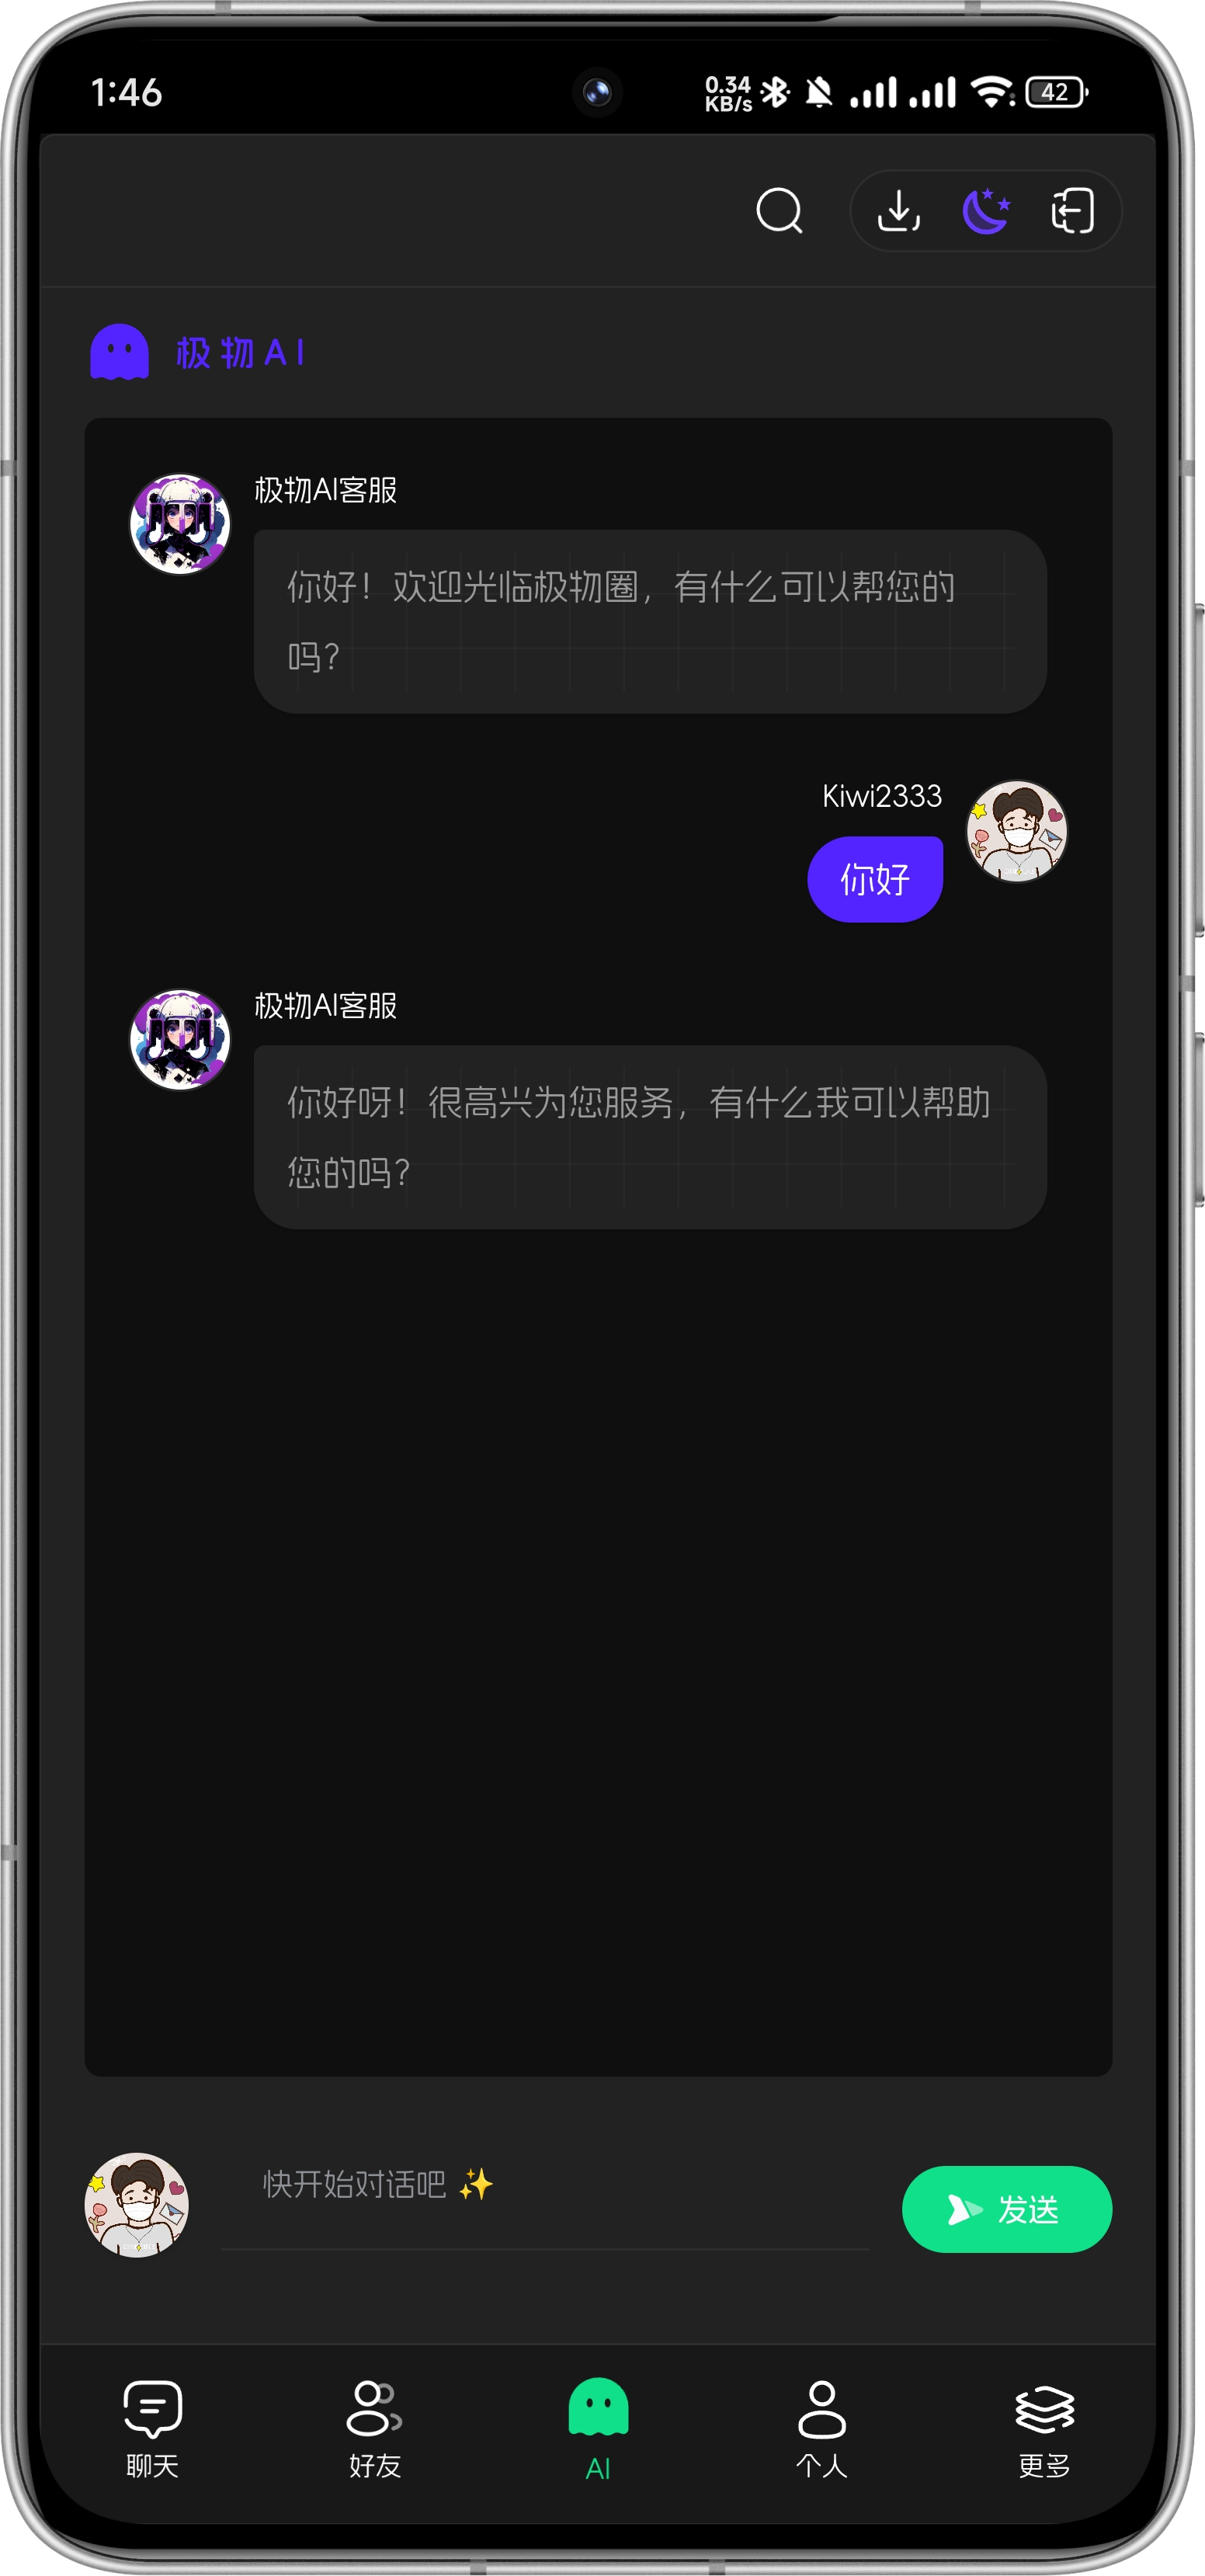 1:46
0.34
KB/s
42
极物AI
极物AI客服
你好！欢迎光临极物圈，有什么可以帮您的
吗？
Kiwi2333
你好
极物AI客服
你好呀！很高兴为您服务，有什么我可以帮助
您的吗？
快开始对话吧 ✨
发送
聊天
好友
AI
个人
更多